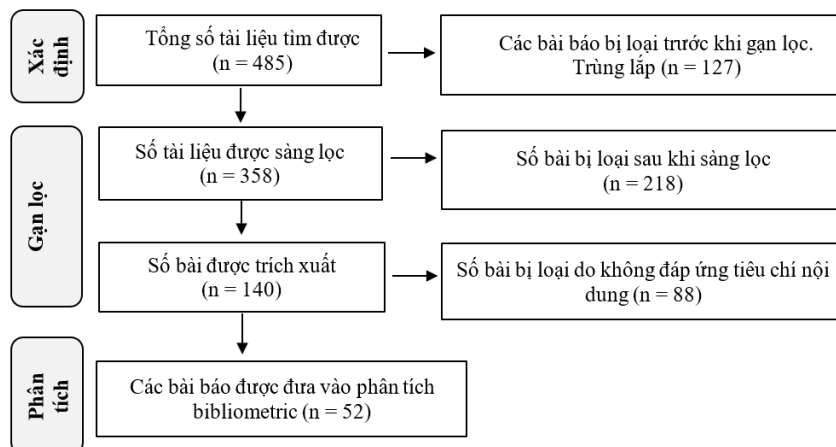 Xác
định
Tổng số tài liệu tìm được
(n = 485)
Các bài báo bị loại trước khi gạn lọc.
Trùng lắp (n = 127)
Gạn lọc
Số tài liệu được sàng lọc
(n = 358)
Số bài bị loại sau khi sàng lọc
(n = 218)
Số bài được trích xuất
(n = 140)
Số bài bị loại do không đáp ứng tiêu chí nội
dung (n = 88)
Phân
tích
Các bài báo được đưa vào phân tích
bibliometric (n = 52)